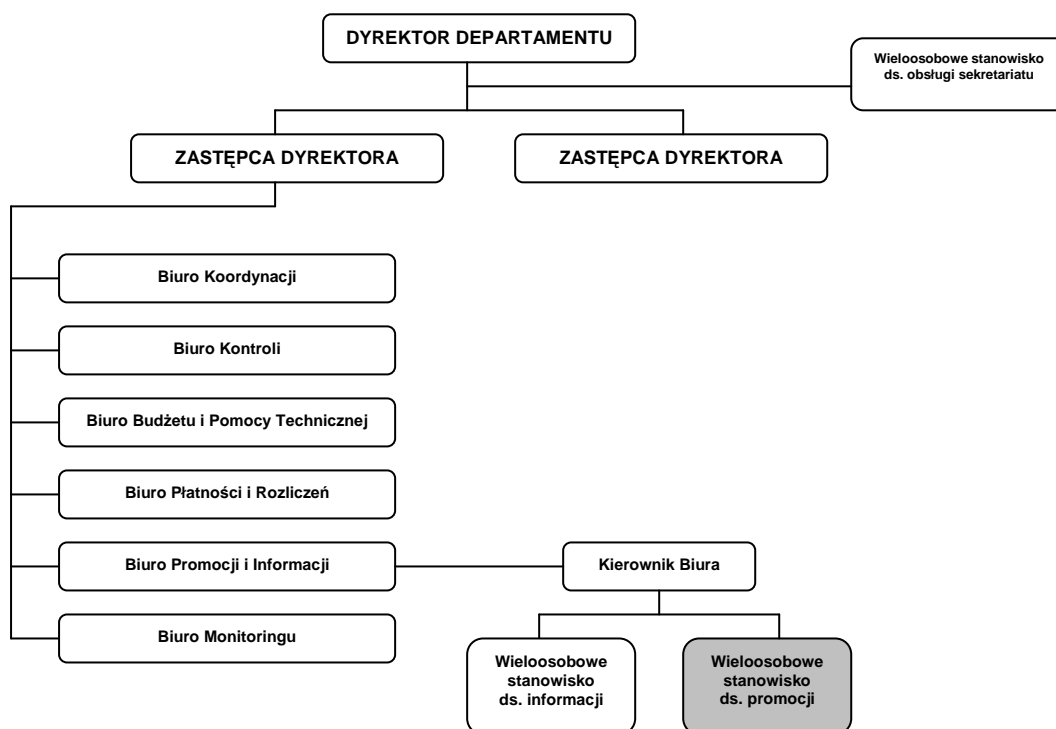 DYREKTOR DEPARTAMENTU
Wieloosobowe stanowisko
ds. obsługi sekretariatu
ZASTĘPCA DYREKTORA
ZASTĘPCA DYREKTORA
Biuro Koordynacji
Biuro Kontroli
Biuro Budżetu i Pomocy Technicznej
Biuro Płatności i Rozliczeń
Biuro Promocji i Informacji
Kierownik Biura
Biuro Monitoringu
Wieloosobowe
stanowisko
ds. informacji
Wieloosobowe
stanowisko
ds. promocji